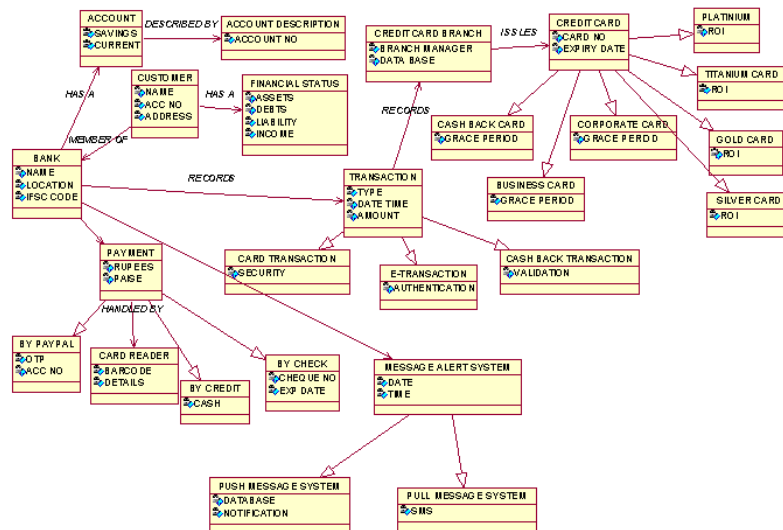 ACCOUNT
SAVINGS
CURRENT
DESCRIBED BY
ACCOUNT DESCRIPTION
ACCOUNT NO
CREDIT CARD BRANCH
BRANCH MANAGER
DATA BASE
ISSLES
CREDIT CARD
CARD NO
EXPIRY DATE
PLATINIUM
ROI
TITANIUM CARD
ROI
CUSTOMER
NAME
ACC NO
ADDRESS
HAS A
HAS A
FINANCIAL STATUS
ASSETS
DEBTS
LIABILITY
INCOME
RECORDS
CASH BACK CARD
GRACE PERIOD
CORPORATE CARD
GRACE PERIOD
GOLD CARD
ROI
MEMBER OF
BANK
NAME
LOCATION
IFSC CODE
RECORDS
TRANSACTION
TYPE
DATE TIME
AMOUNT
BUSINESS CARD
GRACE PERIOD
SILVER CARD
ROI
PAYMENT
RUPEES
PAISE
CARD TRANSACTION
SECURITY
E-TRANSACTION
AUTHENTICATION
CASH BACK TRANSACTION
VALIDATION
HANDLED BY
BY PAYPAL
OTP
ACC NO
CARD READER
BARCODE
DETAILS
BY CREDIT
CASH
BY CHECK
CHEQUE NO
EXP DATE
MESSAGE ALERT SYSTEM
DATE
TIME
PUSH MESSAGE SYSTEM
DATABASE
NOTIFICATION
PULL MESSAGE SYSTEM
SMS